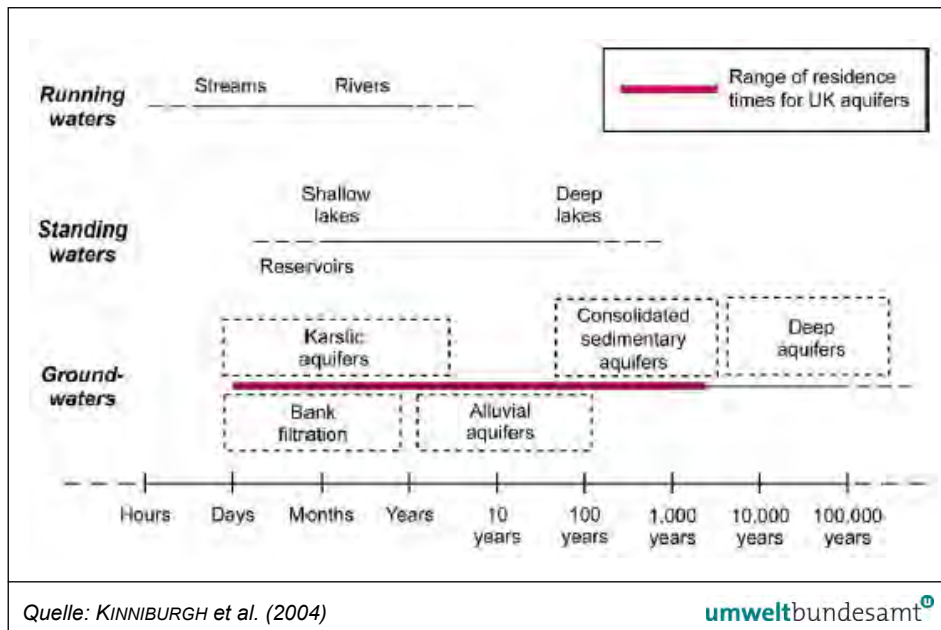 Running
waters
Streams
Rivers
Range of residence
times for UK aquifers
Standing
waters
Shallow
lakes
Deep
lakes
Reservoirs
Ground-
waters
Karslic
aquifers
Consolidated
sedimentary
aquifers
Deep
aquifers
Bank
filtration
Alluvial
aquifers
Hours
Days
Months
Years
10
years
100
years
1,000
years
10,000
years
100,000
years
Quelle: KINNIBURGH et al. (2004)
umweltbundesamt u